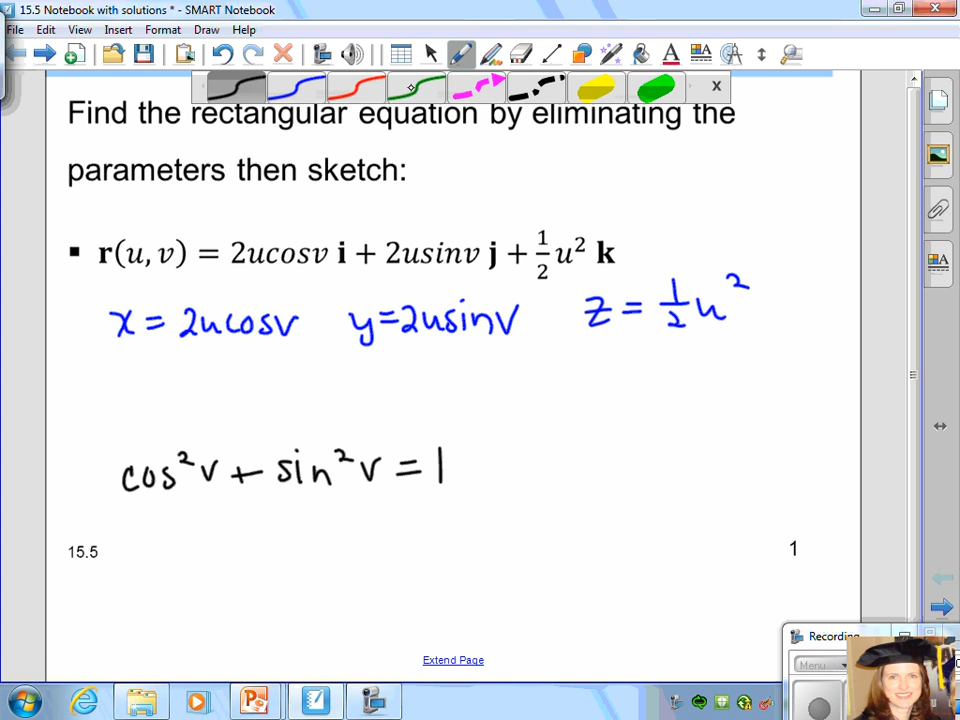 15.5 Notebook with solutions * - SMART Notebook
File Edit View Insert Format Draw Help
x
Find the rectangular equation by eliminating the
parameters then sketch:
▪ r(u, v) = 2ucosv i + 2usinv j + 1/2 u² k
x = 2ucosv y=2usinv z = 1/2 u²
cos²v + sin²v = 1
15.5
1
Extend Page
Recording
Menu